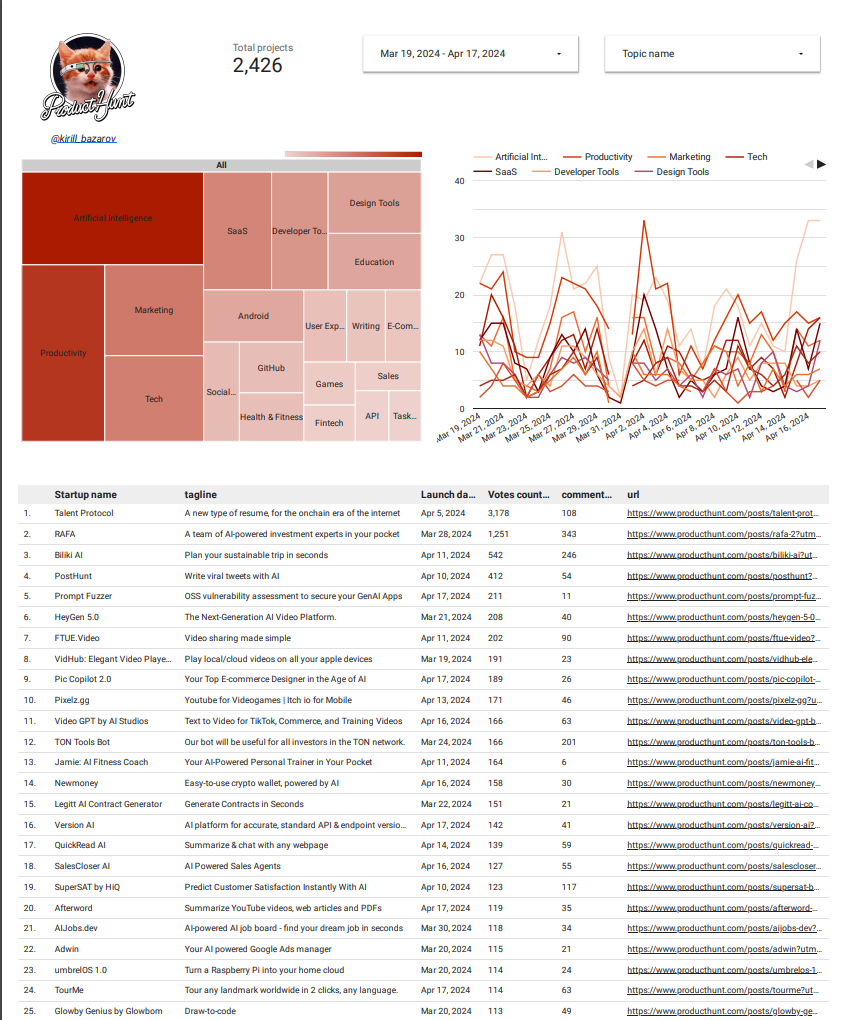 ProductHunt
@kirill_bazarov
Total projects
2,426
Mar 19, 2024 - Apr 17, 2024
Topic name
All
Artificial Intelligence
Productivity
Marketing
Tech
SaaS
Developer To...
Design Tools
Education
Android
User Exp...
Writing
E-Com...
Social...
GitHub
Health & Fitness
Games
Sales
Fintech
API
Task...
Artificial Int... Productivity Marketing Tech
SaaS Developer Tools Design Tools
40
30
20
10
0
Mar 19, 2024
Mar 21, 2024
Mar 23, 2024
Mar 25, 2024
Mar 27, 2024
Mar 29, 2024
Mar 31, 2024
Apr 2, 2024
Apr 4, 2024
Apr 6, 2024
Apr 8, 2024
Apr 10, 2024
Apr 12, 2024
Apr 14, 2024
Apr 16, 2024
Startup name tagline Launch da... Votes count... comment... url
1. Talent Protocol A new type of resume, for the onchain era of the internet Apr 5, 2024 3,178 108 https://www.producthunt.com/posts/talent-prot...
2. RAFA A team of AI-powered investment experts in your pocket Mar 28, 2024 1,251 343 https://www.producthunt.com/posts/rafa-2?utm...
3. Biliki AI Plan your sustainable trip in seconds Apr 11, 2024 542 246 https://www.producthunt.com/posts/biliki-ai?ut...
4. PostHunt Write viral tweets with AI Apr 10, 2024 412 54 https://www.producthunt.com/posts/posthunt?...
5. Prompt Fuzzer OSS vulnerability assessment to secure your GenAI Apps Apr 17, 2024 211 11 https://www.producthunt.com/posts/prompt-fuz...
6. HeyGen 5.0 The Next-Generation AI Video Platform. Mar 21, 2024 208 40 https://www.producthunt.com/posts/heygen-5-0...
7. FTUE.Video Video sharing made simple Apr 11, 2024 202 90 https://www.producthunt.com/posts/ftue-video?...
8. VidHub: Elegant Video Playe... Play local/cloud videos on all your apple devices Mar 19, 2024 191 23 https://www.producthunt.com/posts/vidhub-ele...
9. Pic Copilot 2.0 Your Top E-commerce Designer in the Age of AI Apr 17, 2024 189 26 https://www.producthunt.com/posts/pic-copilot-...
10. Pixelz.gg Youtube for Videogames | Itch io for Mobile Apr 13, 2024 171 46 https://www.producthunt.com/posts/pixelz-gg?u...
11. Video GPT by AI Studios Text to Video for TikTok, Commerce, and Training Videos Apr 16, 2024 166 63 https://www.producthunt.com/posts/video-gpt-b...
12. TON Tools Bot Our bot will be useful for all investors in the TON network. Mar 24, 2024 166 201 https://www.producthunt.com/posts/ton-tools-b...
13. Jamie: AI Fitness Coach Your AI-Powered Personal Trainer in Your Pocket Apr 11, 2024 164 6 https://www.producthunt.com/posts/jamie-ai-fit...
14. Newmoney Easy-to-use crypto wallet, powered by AI Apr 16, 2024 158 30 https://www.producthunt.com/posts/newmoney...
15. Legitt AI Contract Generator Generate Contracts in Seconds Mar 22, 2024 151 21 https://www.producthunt.com/posts/legitt-ai-co...
16. Version AI AI platform for accurate, standard API & endpoint versio... Apr 17, 2024 142 41 https://www.producthunt.com/posts/version-ai?...
17. QuickRead AI Summarize & chat with any webpage Apr 14, 2024 139 59 https://www.producthunt.com/posts/quickread-...
18. SalesCloser AI AI Powered Sales Agents Apr 16, 2024 127 55 https://www.producthunt.com/posts/salescloser...
19. SuperSAT by HiQ Predict Customer Satisfaction Instantly With AI Apr 10, 2024 123 117 https://www.producthunt.com/posts/supersat-b...
20. Afterword Summarize YouTube videos, web articles and PDFs Apr 17, 2024 119 35 https://www.producthunt.com/posts/afterword-...
21. AIJobs.dev AI-powered AI job board - find your dream job in seconds Mar 30, 2024 118 34 https://www.producthunt.com/posts/aijobs-dev?...
22. Adwin Your AI powered Google Ads manager Mar 20, 2024 115 21 https://www.producthunt.com/posts/adwin?utm...
23. umbrelOS 1.0 Turn a Raspberry Pi into your home cloud Mar 20, 2024 114 24 https://www.producthunt.com/posts/umbrelos-1...
24. TourMe Tour any landmark worldwide in 2 clicks, any language. Apr 17, 2024 114 63 https://www.producthunt.com/posts/tourme?ut...
25. Glowby Genius by Glowbom Draw-to-code Mar 20, 2024 113 49 https://www.producthunt.com/posts/glowby-ge...